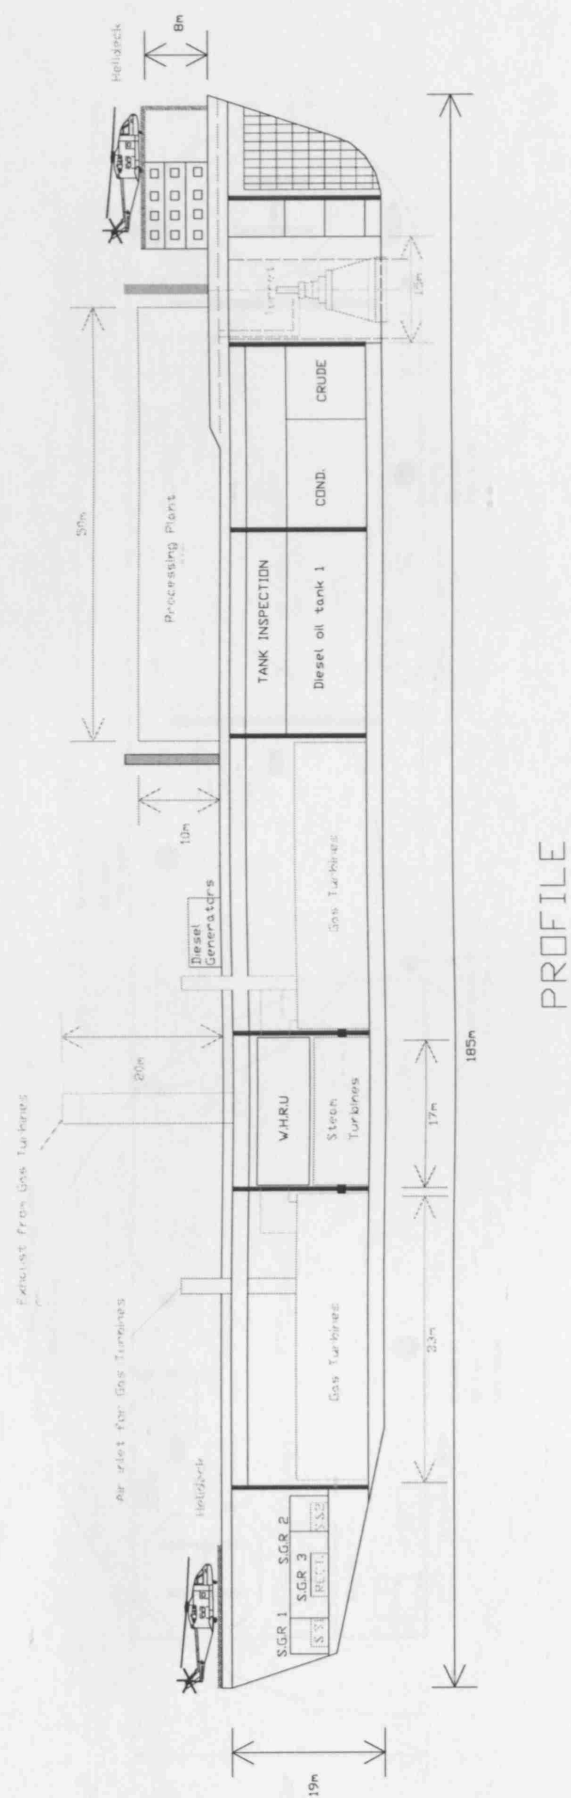 Exhaust from Gas Turbines
Air inlet for Gas Turbines
Helideck
20m
50m
Helideck
8m
10m
Diesel
Generators
Processing Plant
S.G.R 1
S.G.R 2
S.G.R 3
Gas Turbines
W.H.R.U
Steam
Turbines
Gas Turbines
TANK INSPECTION
Diesel oil tank 1
COND.
CRUDE
Turret
19m
33m
17m
15m
185m
PROFILE